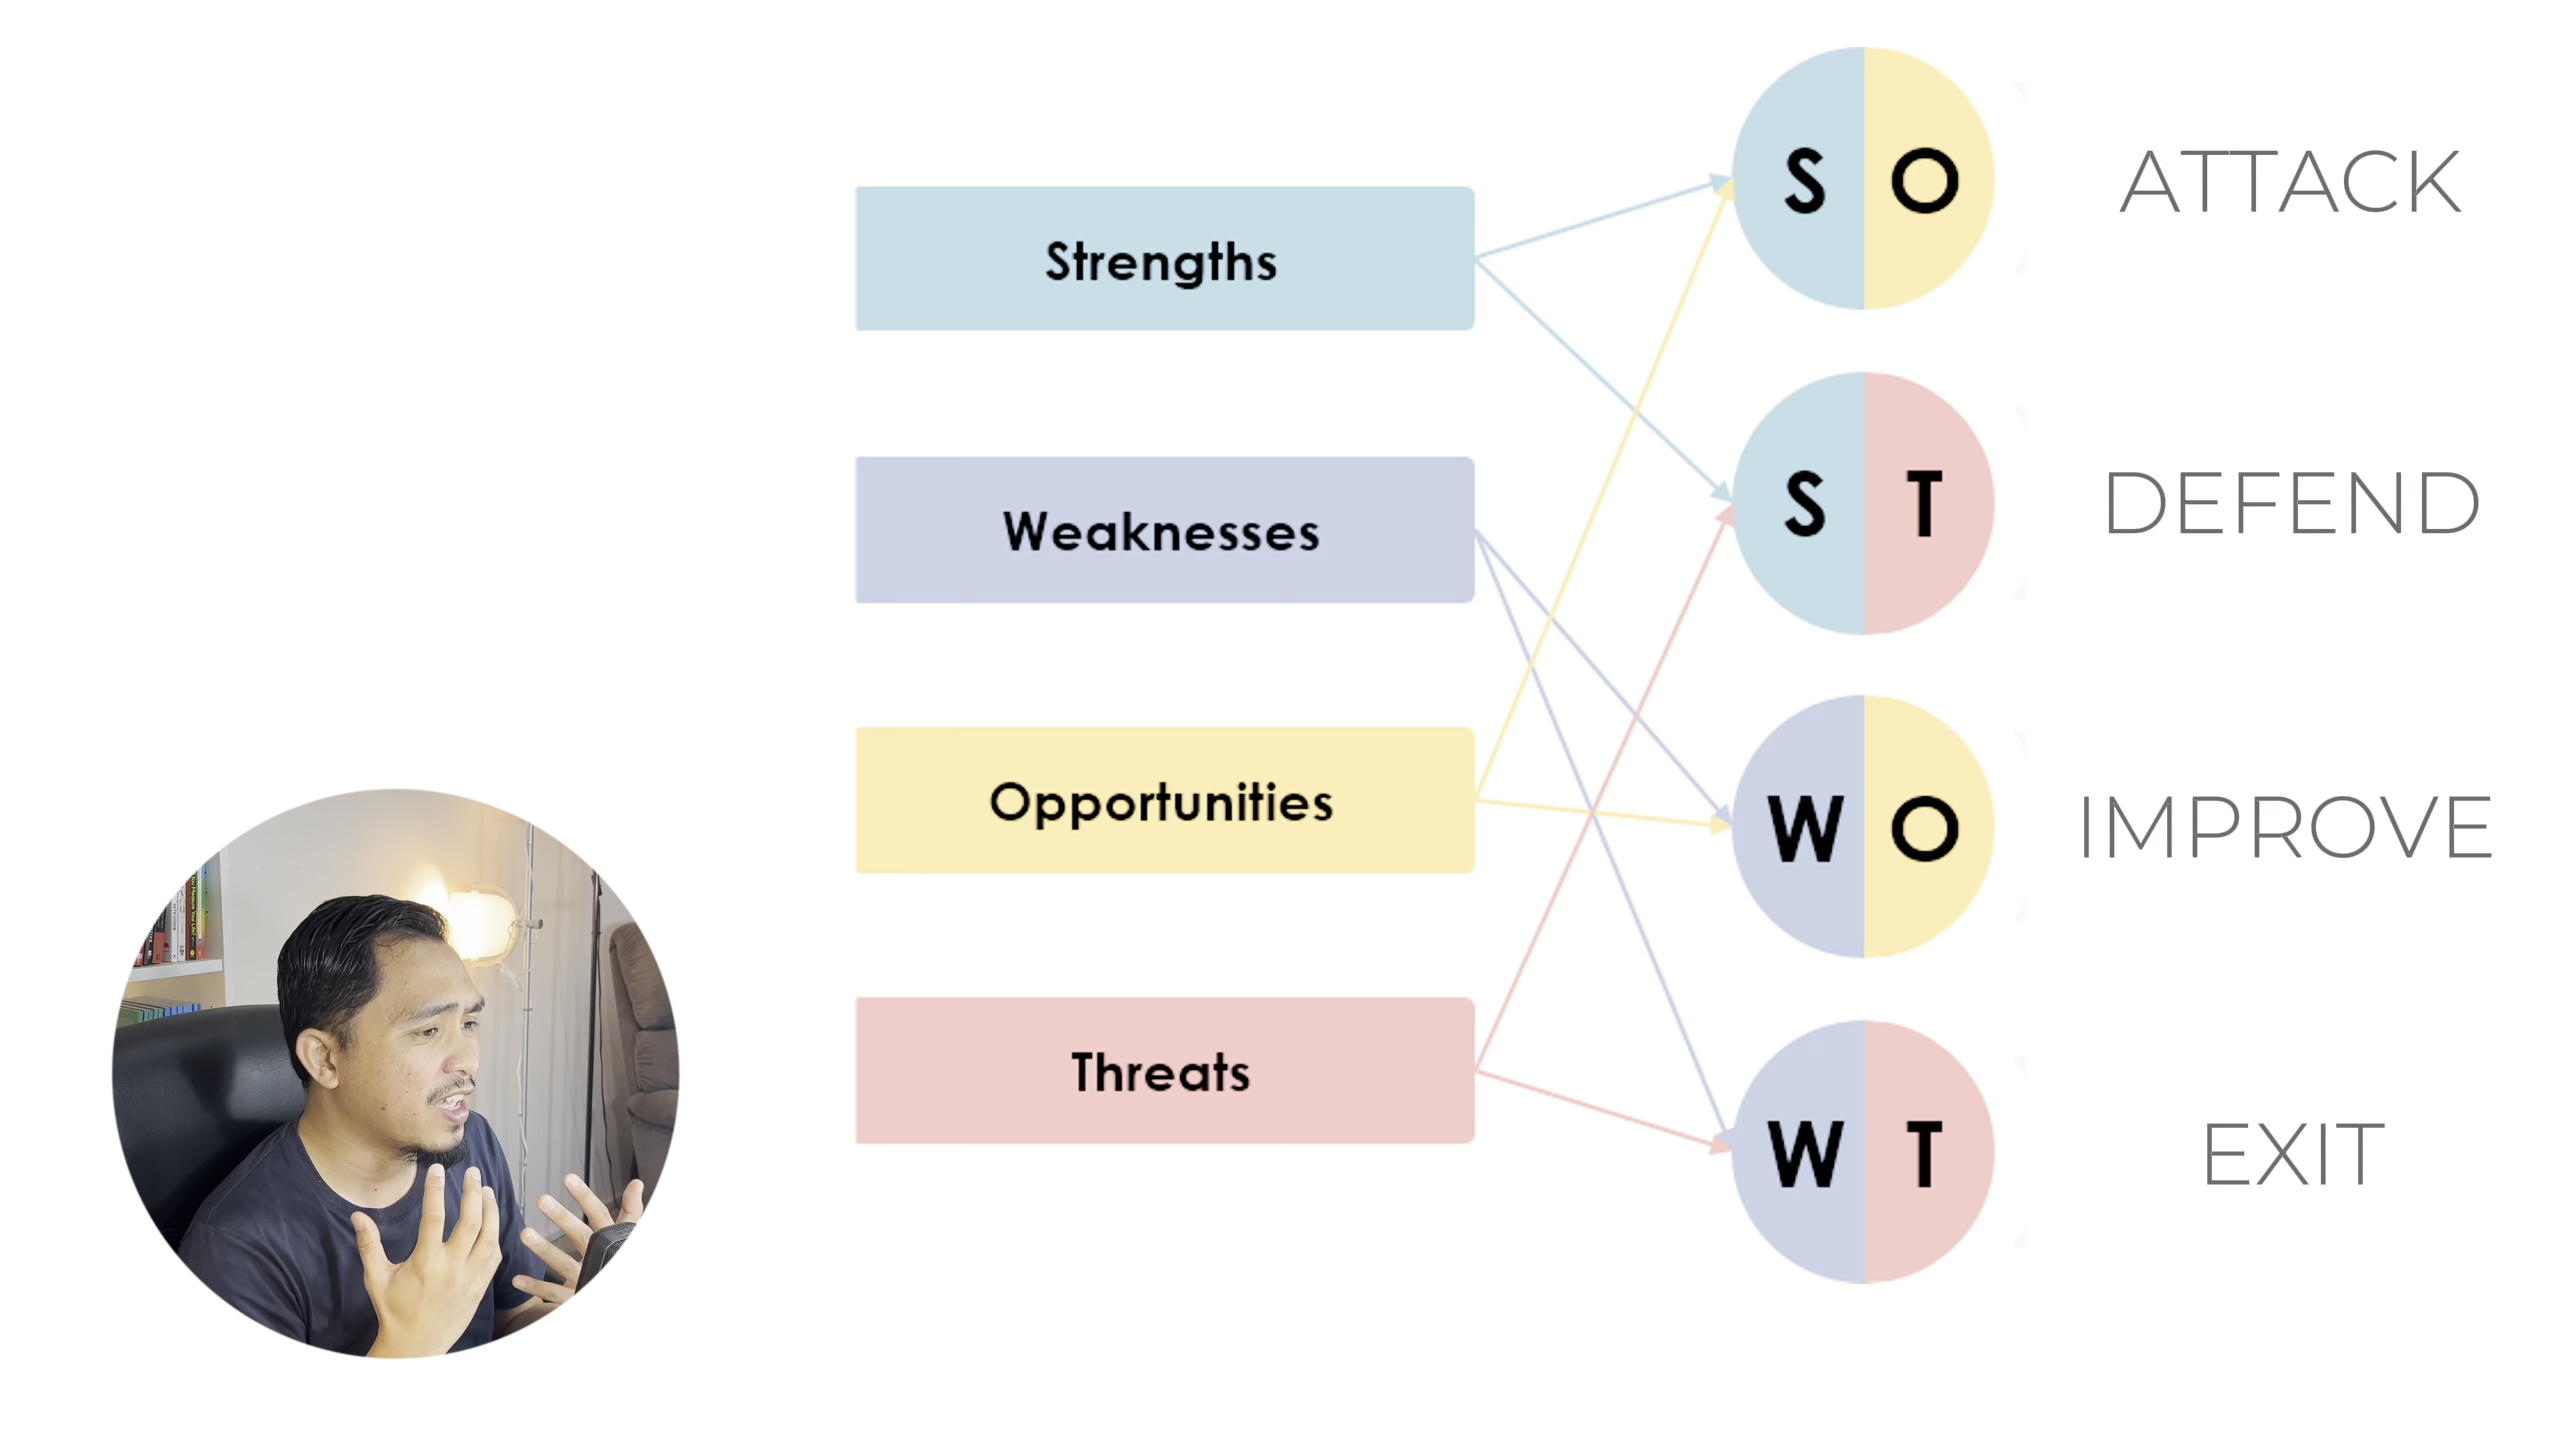 Strengths
Weaknesses
Opportunities
Threats
S O
ATTACK
S T
DEFEND
W O
IMPROVE
W T
EXIT